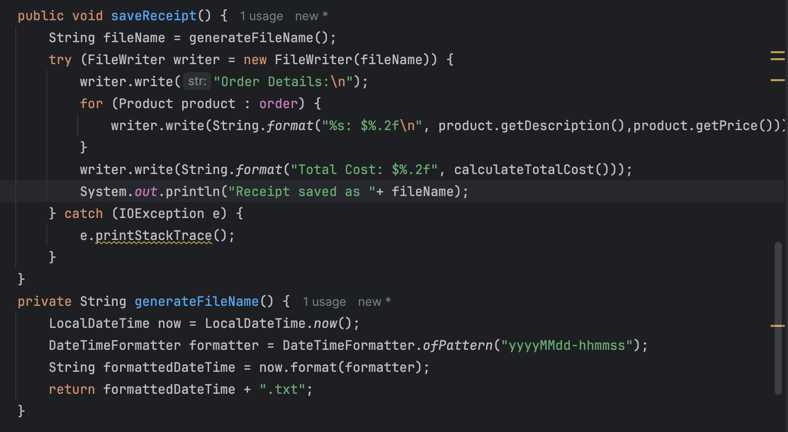 public void saveReceipt() { 1 usage new *
String fileName = generateFileName();
try (FileWriter writer = new FileWriter(fileName)) {
writer.write( str: "Order Details:\n");
for (Product product : order) {
writer.write(String.format("%s: $%.2f\n", product.getDescription(),product.getPrice()))
}
writer.write(String.format("Total Cost: $%.2f", calculateTotalCost()));
System.out.println("Receipt saved as "+ fileName);
} catch (IOException e) {
e.printStackTrace();
}
}
private String generateFileName() { 1 usage new *
LocalDateTime now = LocalDateTime.now();
DateTimeFormatter formatter = DateTimeFormatter.ofPattern("yyyyMMdd-hhmmss");
String formattedDateTime = now.format(formatter);
return formattedDateTime + ".txt";
}